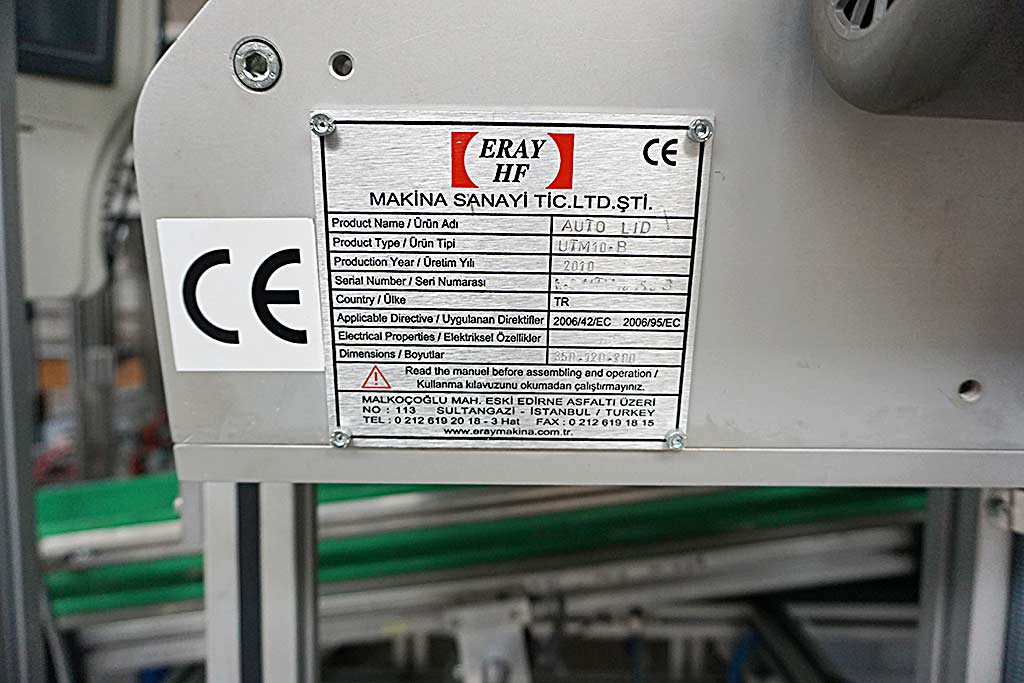 ERAY
HF
CE
MAKİNA SANAYİ TİC.LTD.ŞTİ.
Product Name / Ürün Adı AUTO LID
Product Type / Ürün Tipi UTM10-B
Production Year / Üretim Yılı 2010
Serial Number / Seri Numarası
Country / Ülke TR
Applicable Directive / Uygulanan Direktifler 2006/42/EC 2006/95/EC
Electrical Properties / Elektriksel Özellikler
Dimensions / Boyutlar
Read the manuel before assembling and operation /
Kullanma kılavuzunu okumadan çalıştırmayınız.
MALKOÇOĞLU MAH. ESKİ EDİRNE ASFALTI ÜZERİ
NO : 113 SULTANGAZİ - İSTANBUL / TURKEY
TEL : 0 212 619 20 18 - 3 Hat FAX : 0 212 619 18 15
www.eraymakina.com.tr.
CE